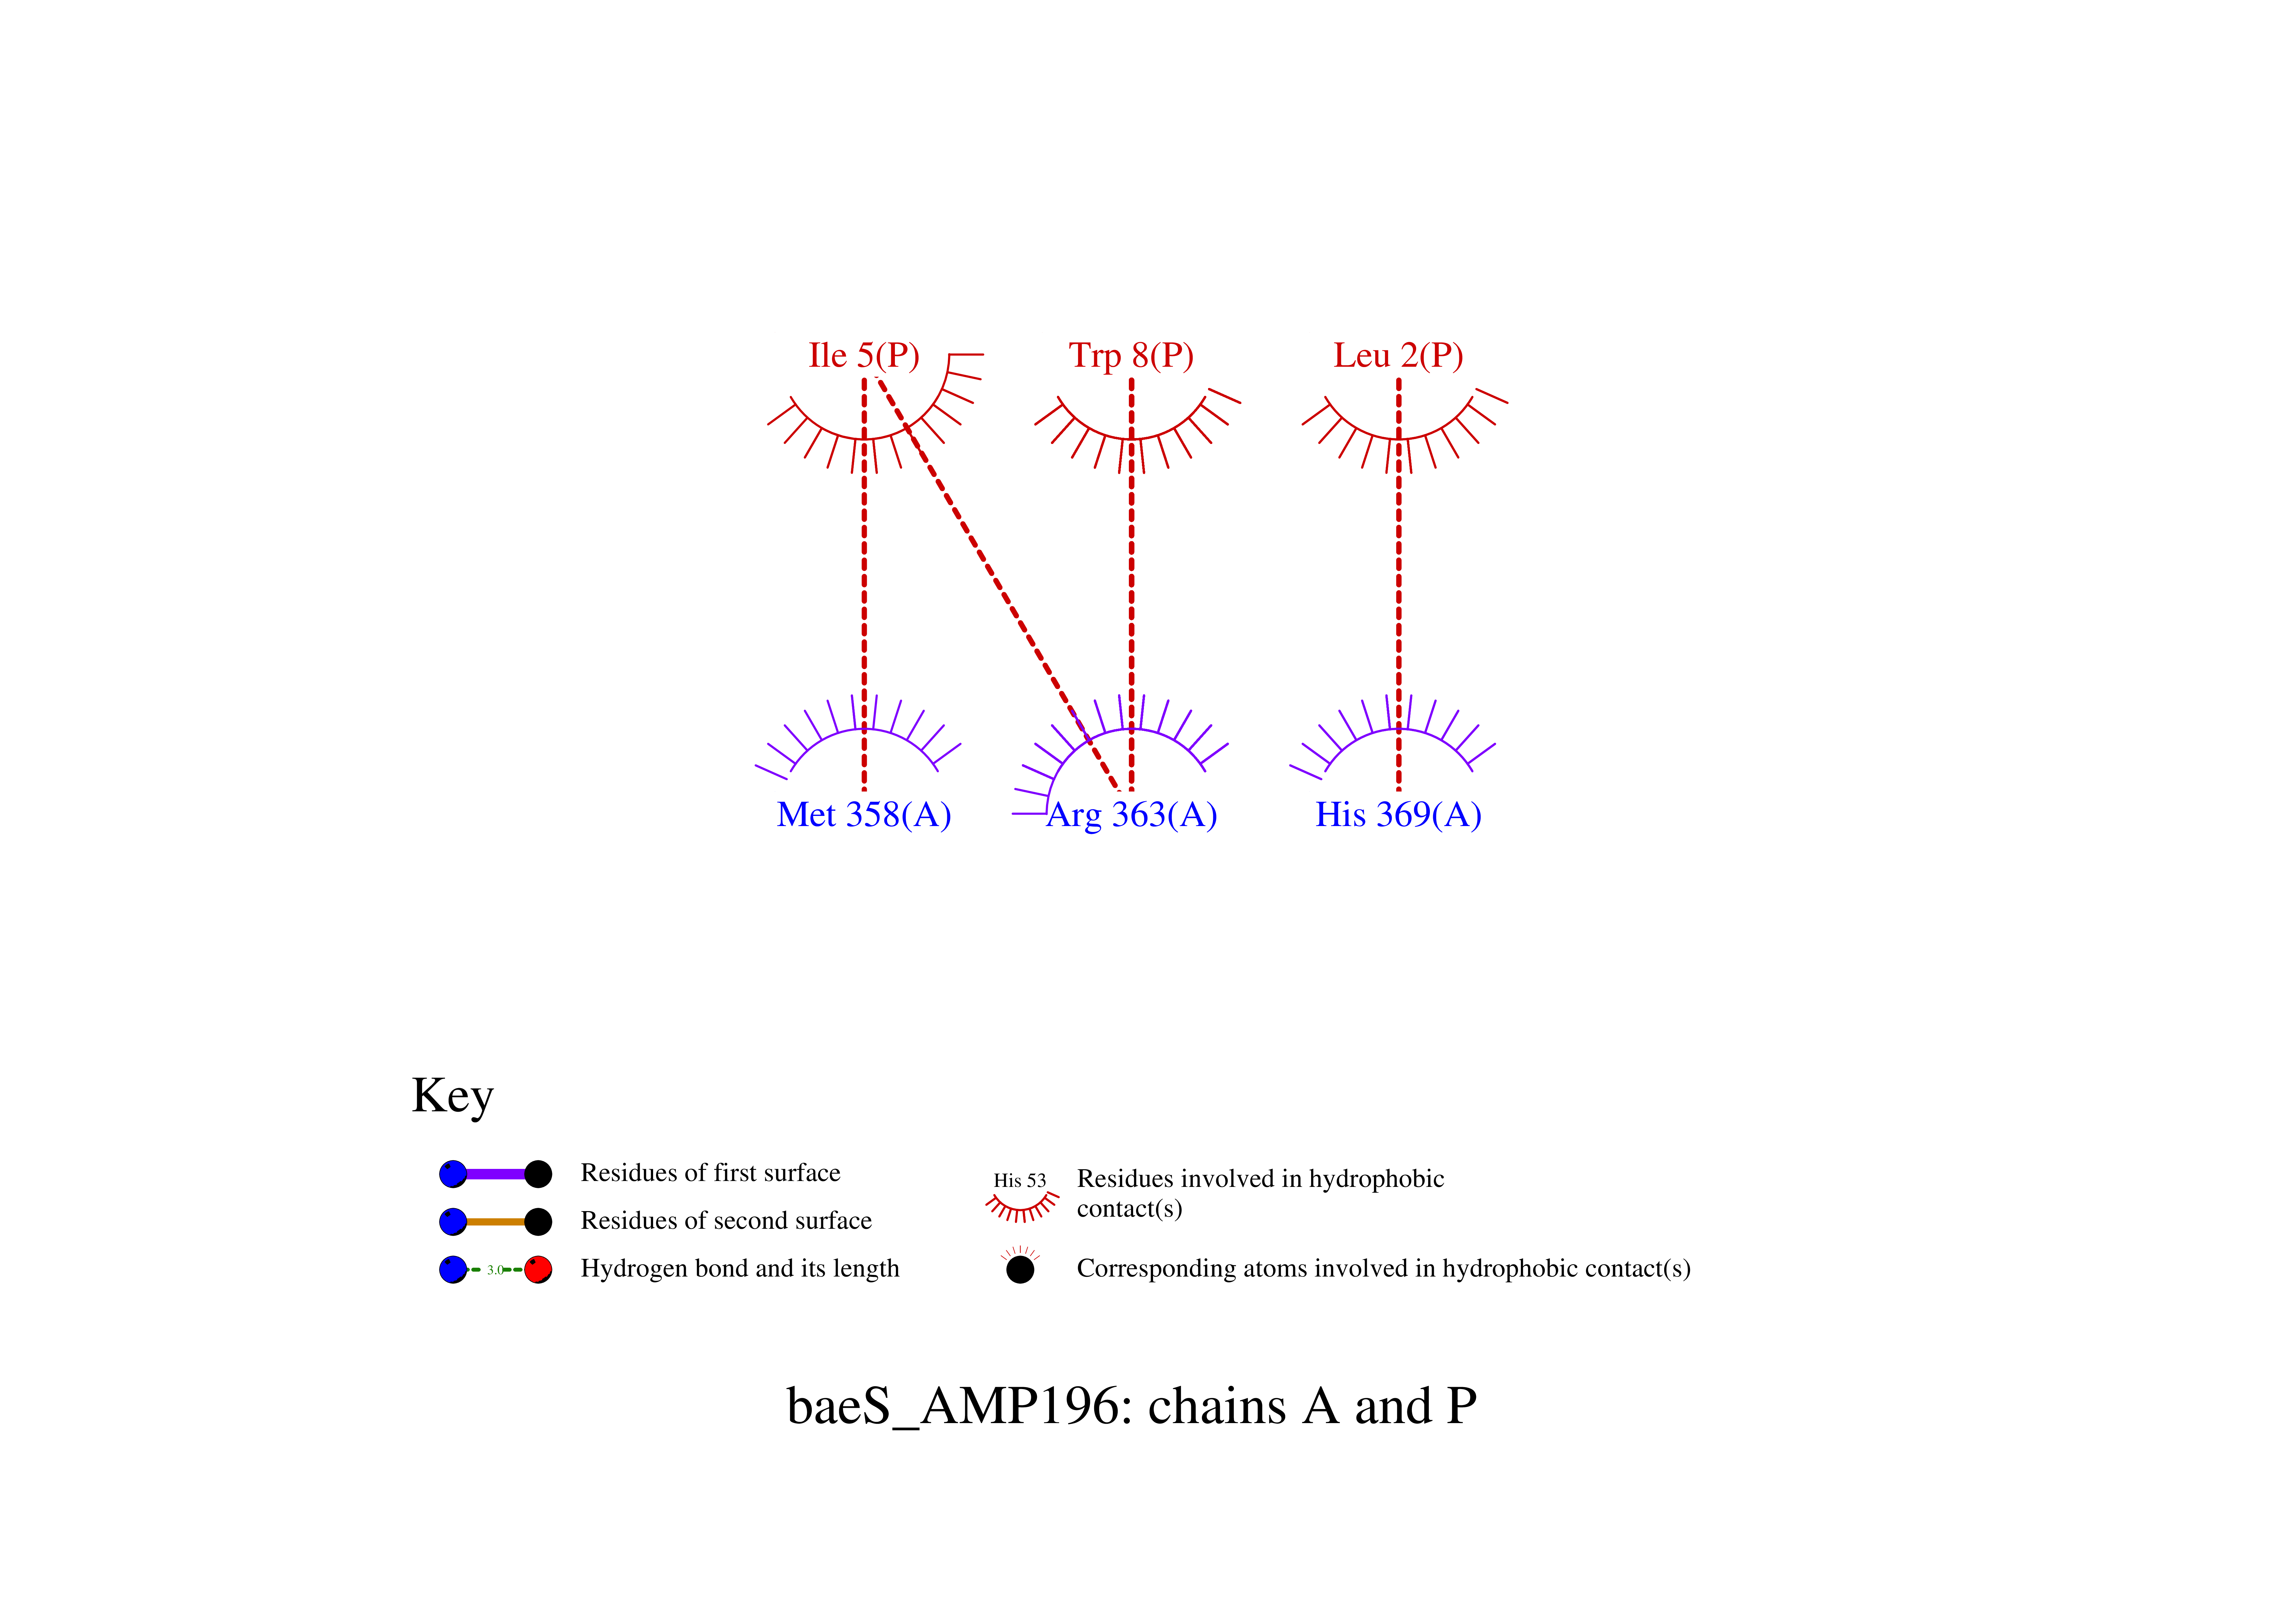 Ile 5(P) Trp 8(P) Leu 2(P)
Met 358(A) Arg 363(A) His 369(A)
Key
Residues of first surface
Residues of second surface
3.0 Hydrogen bond and its length
His 53 Residues involved in hydrophobic
contact(s)
Corresponding atoms involved in hydrophobic contact(s)
baeS_AMP196: chains A and P